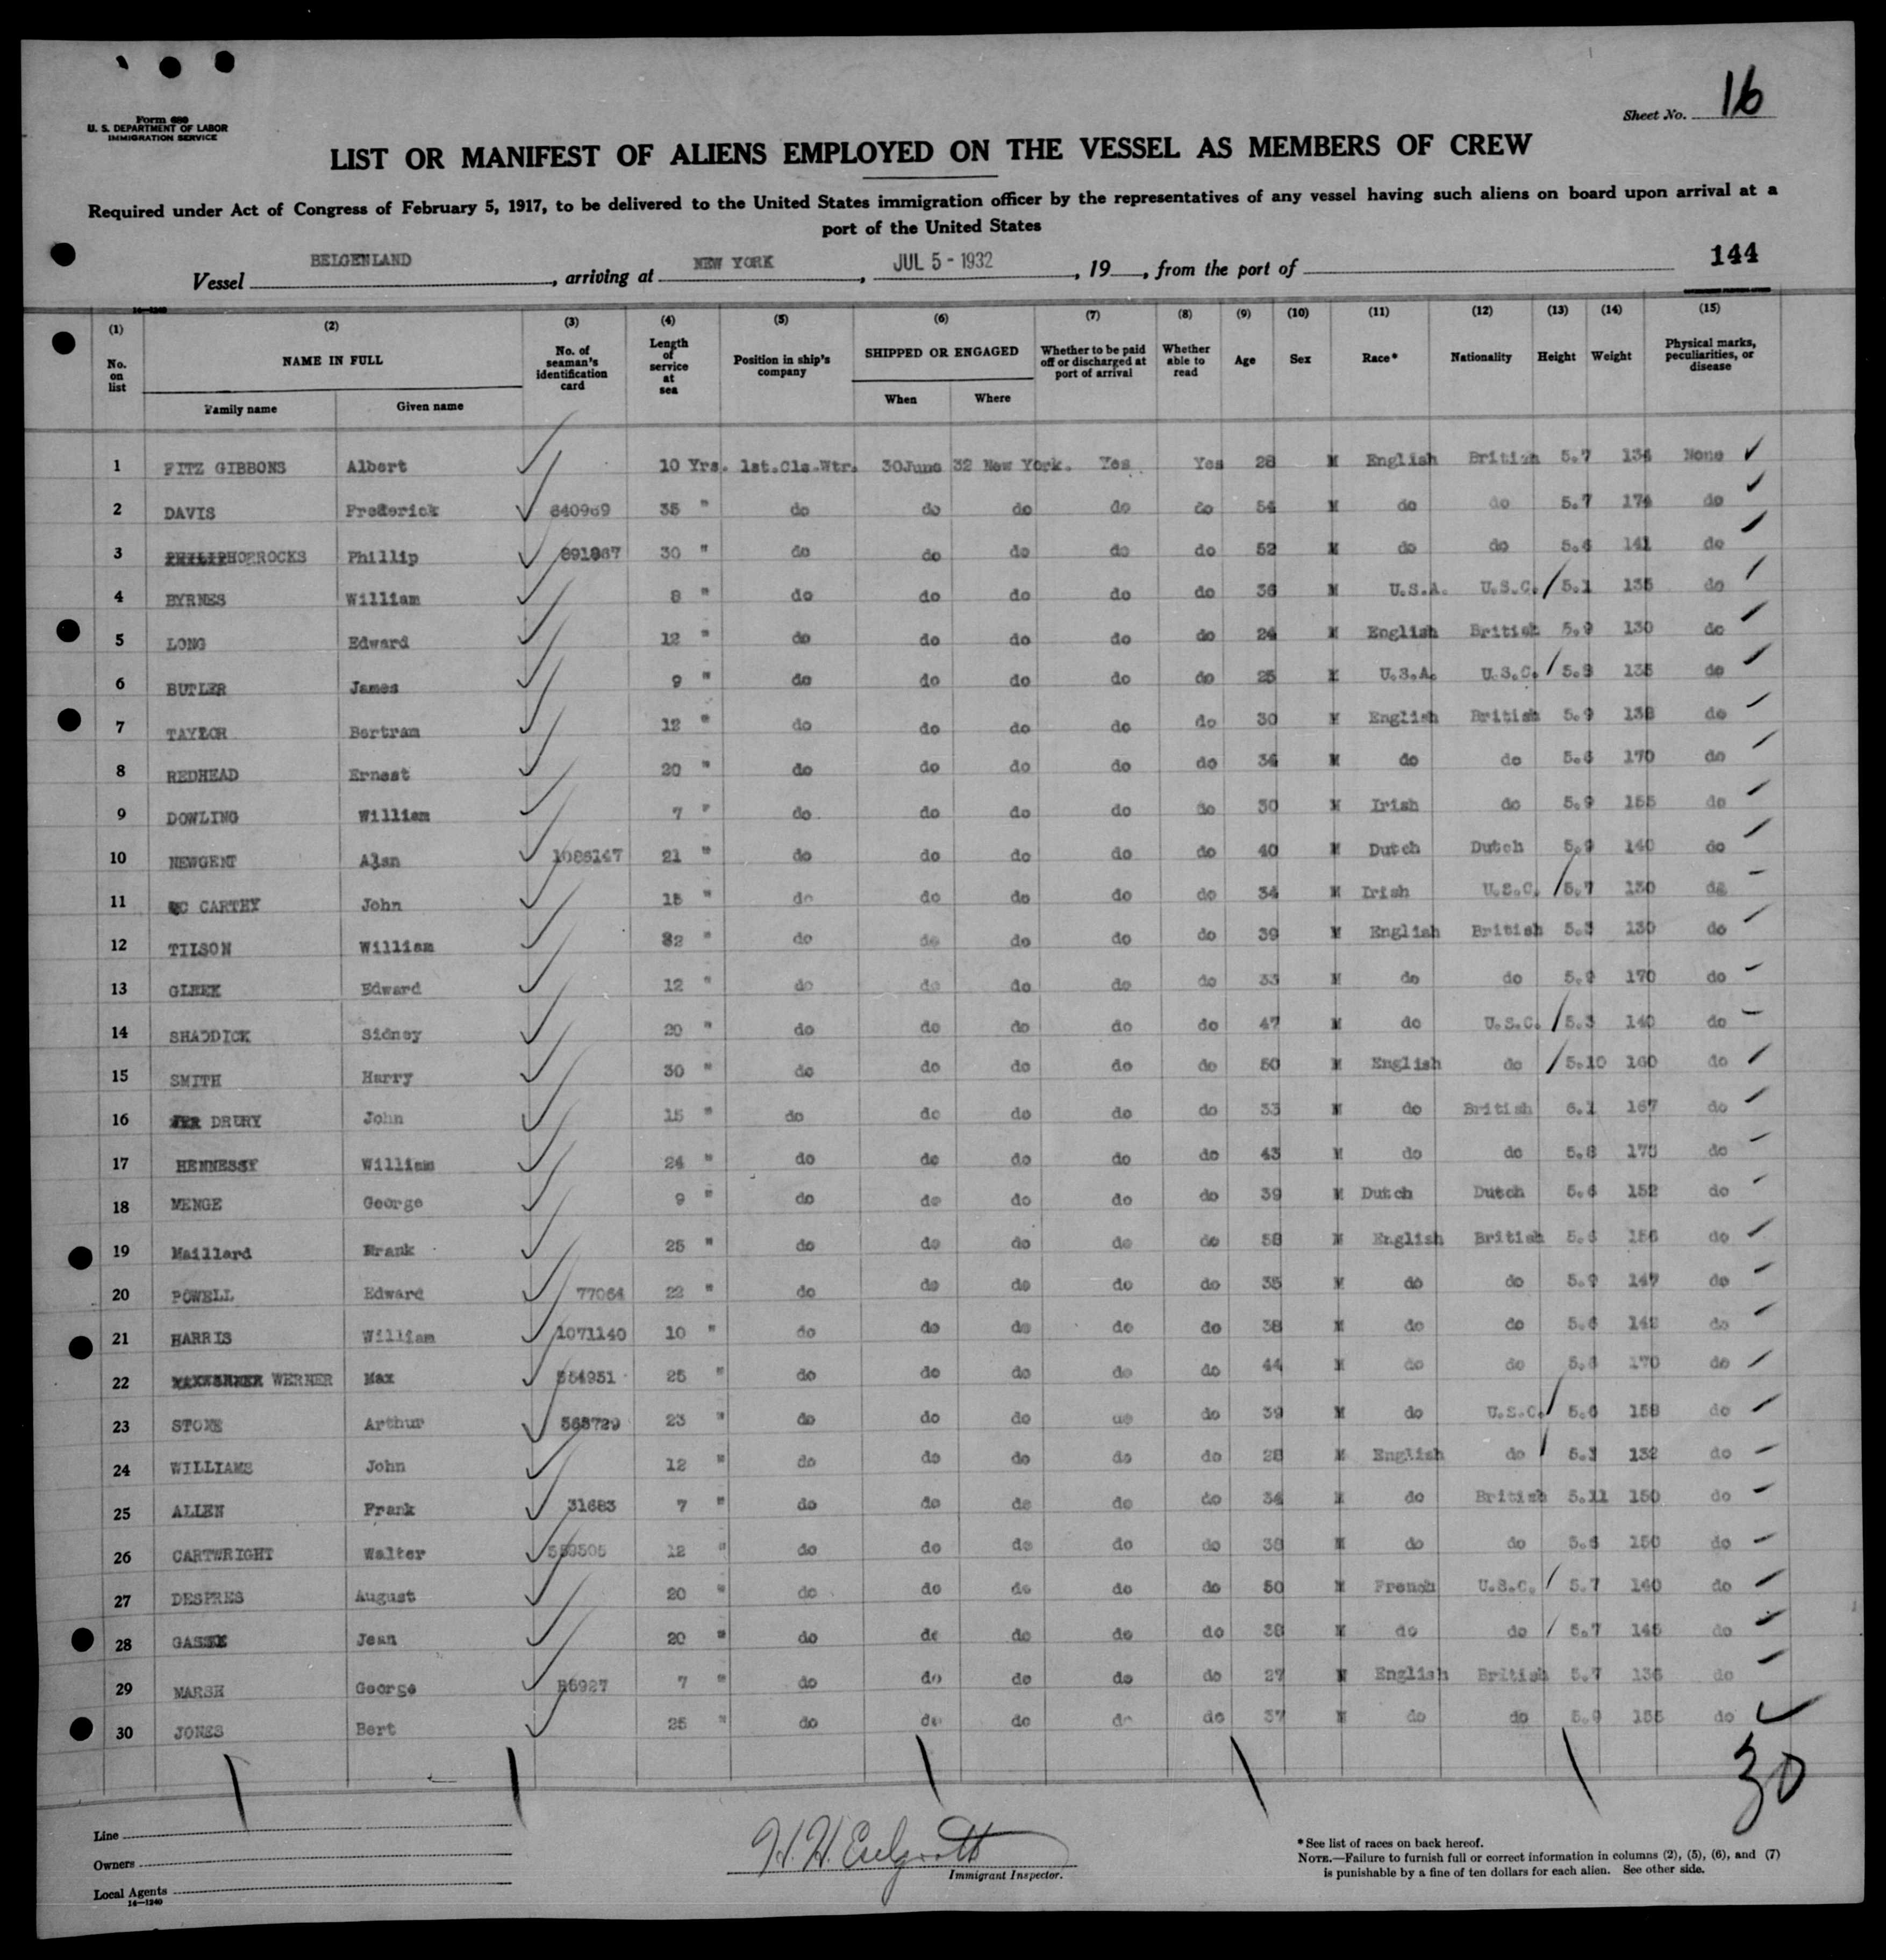 Form 680
U. S. DEPARTMENT OF LABOR
IMMIGRATION SERVICE
Sheet No. 16
LIST OR MANIFEST OF ALIENS EMPLOYED ON THE VESSEL AS MEMBERS OF CREW
Required under Act of Congress of February 5, 1917, to be delivered to the United States immigration officer by the representatives of any vessel having such aliens on board upon arrival at a
port of the United States
144
Vessel BELGENLAND, arriving at NEW YORK, JUL 5 - 1932, 19, from the port of
(1) (2) (3) (4) (5) (6) (7) (8) (9) (10) (11) (12) (13) (14) (15)
No. on list NAME IN FULL No. of seaman's identification card Length of service at sea Position in ship's company SHIPPED OR ENGAGED Whether to be paid off or discharged at port of arrival Whether able to read Age Sex Race* Nationality Height Weight Physical marks, peculiarities, or disease
Family name Given name When Where
1 FITZ GIBBONS Albert 10 Yrs. 1st.Cls.Wtr. 30June 32 New York. Yes Yes 28 M English British 5.7 134 None
2 DAVIS Frederick 840969 35 " do do do do do 54 M do do 5.7 174 do
3 HORROCKS Phillip 891867 30 " do do do do do 52 M do do 5.6 141 do
4 BYRNES William 8 " do do do do do 36 M U.S.A. U.S.C. 5.1 135 do
5 LONG Edward 12 " do do do do do 24 M English British 5.9 130 do
6 BUTLER James 9 " do do do do do 25 M U.S.A. U.S.C. 5.8 135 do
7 TAYLOR Bertram 12 " do do do do do 30 M English British 5.9 138 do
8 REDHEAD Ernest 20 " do do do do do 36 M do do 5.6 170 do
9 DOWLING William 7 " do do do do do 30 M Irish do 5.9 155 do
10 NEWGENT Alan 1086147 21 " do do do do do 40 M Dutch Dutch 5.9 140 do
11 MC CARTHY John 15 " do do do do do 34 M Irish U.S.C. 5.7 130 do
12 TILSON William 22 " do do do do do 39 M English British 5.5 130 do
13 GLEEK Edward 12 " do do do do do 33 M do do 5.9 170 do
14 SHADDICK Sidney 20 " do do do do do 47 M do U.S.C. 5.3 140 do
15 SMITH Harry 30 " do do do do do 50 M English do 5.10 160 do
16 DRURY John 15 " do do do do do 33 M do British 6.1 167 do
17 HENNESSY William 24 " do do do do do 43 M do do 5.8 175 do
18 MENGE George 9 " do do do do do 39 M Dutch Dutch 5.6 152 do
19 Maillard Frank 25 " do do do do do 58 M English British 5.6 156 do
20 POWELL Edward 77064 22 " do do do do do 35 M do do 5.9 147 do
21 HARRIS William 1071140 10 " do do do do do 38 M do do 5.6 142 do
22 WERNER Max 554951 25 " do do do do do 44 M do do 5.8 170 do
23 STONE Arthur 568729 23 " do do do do do 39 M do U.S.C. 5.6 158 do
24 WILLIAMS John 12 " do do do do do 28 M English do 5.3 132 do
25 ALLEN Frank 31683 7 " do do do do do 34 M do British 5.11 150 do
26 CARTWRIGHT Walter 559505 12 " do do do do do 38 M do do 5.6 150 do
27 DESPRES August 20 " do do do do do 50 M French U.S.C. 5.7 140 do
28 Jean 20 " do do do do do 38 M do do 5.7 145 do
29 MARSH George R6927 7 " do do do do do 27 M English British 5.7 136 do
30 JONES Bert 25 " do do do do do 37 M do do 5.9 155 do
30
Line
Owners
Local Agents
14—1240
Immigrant Inspector.
*See list of races on back hereof.
NOTE.—Failure to furnish full or correct information in columns (2), (5), (6), and (7)
is punishable by a fine of ten dollars for each alien. See other side.